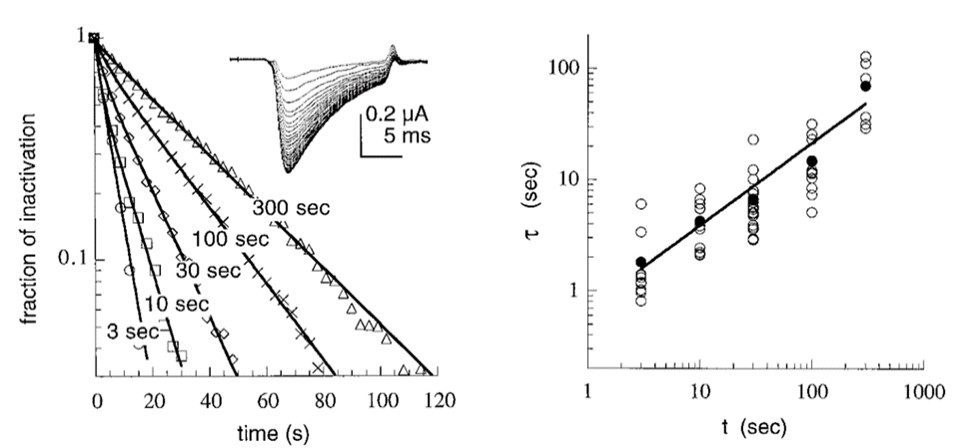 fraction of inactivation
1
0.1
0.2 µA
5 ms
300 sec
100 sec
30 sec
10 sec
3 sec
0 20 40 60 80 100 120
time (s)
τ (sec)
100
10
1
1 10 100 1000
t (sec)